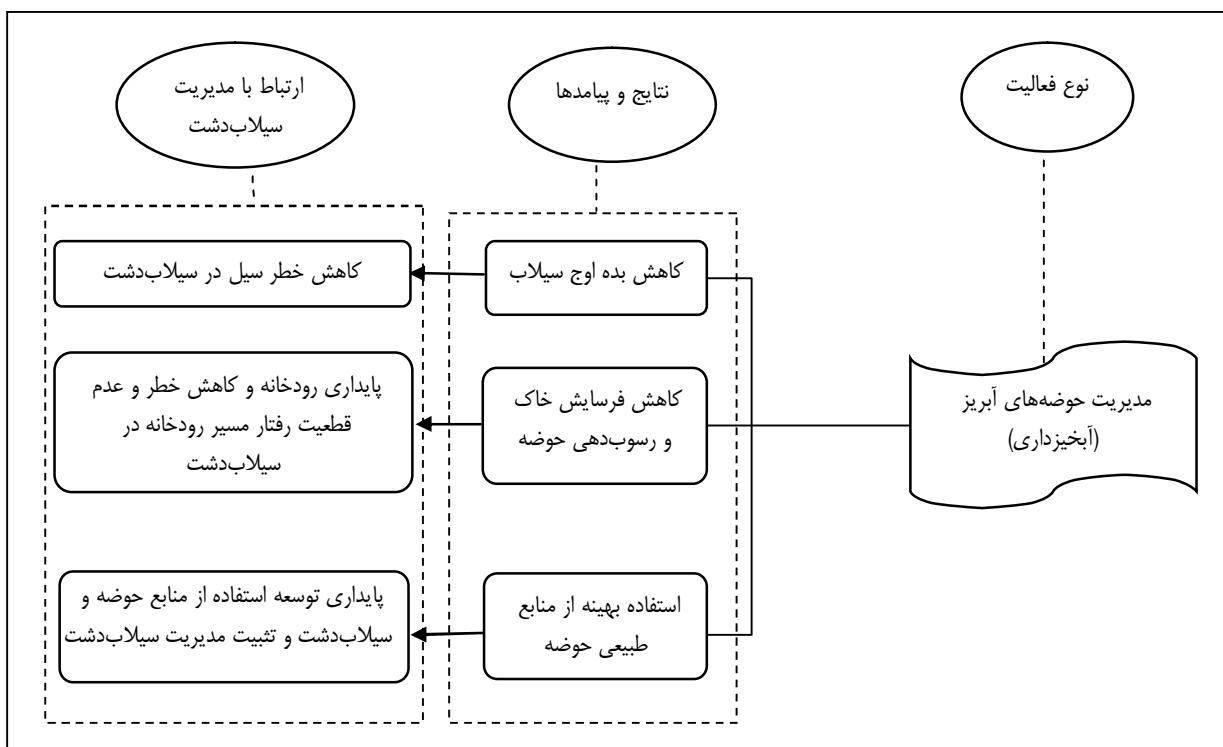 نوع فعالیت
نتایج و پیامدها
ارتباط با مدیریت
سیلاب‌دشت
مدیریت حوضه‌های آبریز
(آبخیزداری)
کاهش بده اوج سیلاب
کاهش خطر سیل در سیلاب‌دشت
کاهش فرسایش خاک
و رسوب‌دهی حوضه
پایداری رودخانه و کاهش خطر و عدم
قطعیت رفتار مسیر رودخانه در
سیلاب‌دشت
استفاده بهینه از منابع
طبیعی حوضه
پایداری توسعه استفاده از منابع حوضه و
سیلاب‌دشت و تثبیت مدیریت سیلاب‌دشت